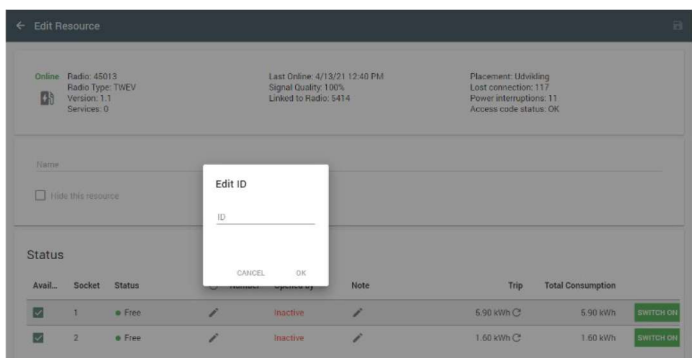 Edit Resource
Online Radio: 45013 Last Online: 4/13/21 12:40 PM Placement: Udvikling
Radio Type: TWEV Signal Quality: 100% Lost connection: 117
Version: 1.1 Linked to Radio: 5414 Power interruptions: 11
Services: 0 Access code status: OK
Name
Hide this resource
Edit ID
ID
CANCEL OK
Status
Avail... Socket Status Opened by Note Trip Total Consumption
1 Free Inactive 6.90 kWh 6.90 kWh SWITCH ON
2 Free Inactive 1.60 kWh 1.60 kWh SWITCH ON